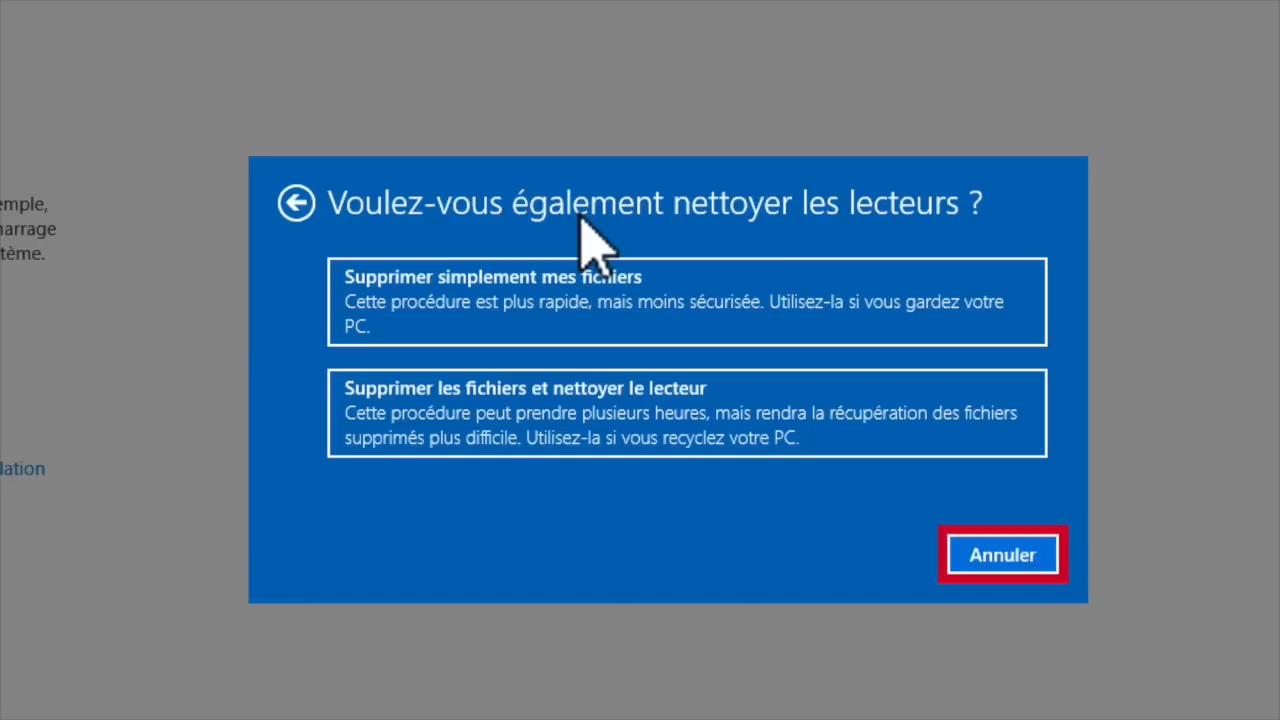 emple,
narrage
tème.
lation
Voulez-vous également nettoyer les lecteurs ?
Supprimer simplement mes fichiers
Cette procédure est plus rapide, mais moins sécurisée. Utilisez-la si vous gardez votre
PC.
Supprimer les fichiers et nettoyer le lecteur
Cette procédure peut prendre plusieurs heures, mais rendra la récupération des fichiers
supprimés plus difficile. Utilisez-la si vous recyclez votre PC.
Annuler